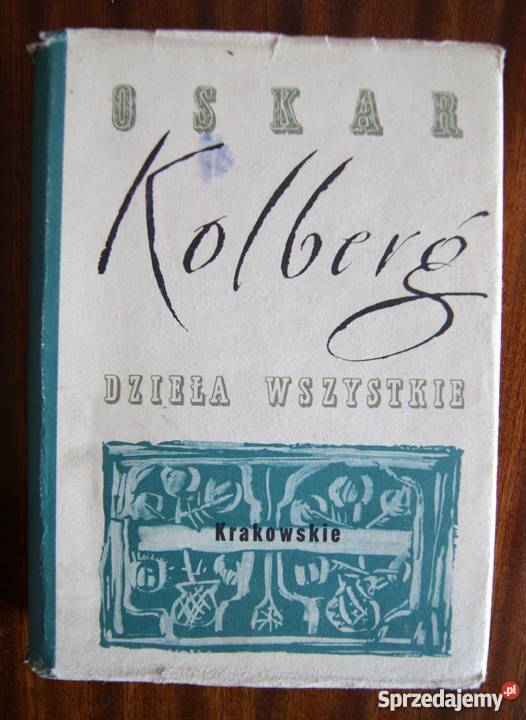 OSKAR
Kolberg
DZIEŁA WSZYSTKIE
Krakowskie
Sprzedajemy.pl